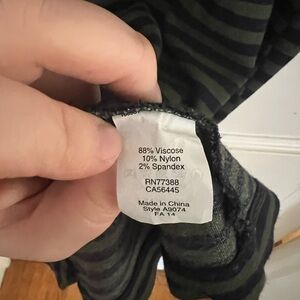 88% Viscose
10% Nylon
2% Spandex
RN77388
CA56445
Made in China
Style A9074
FA 14